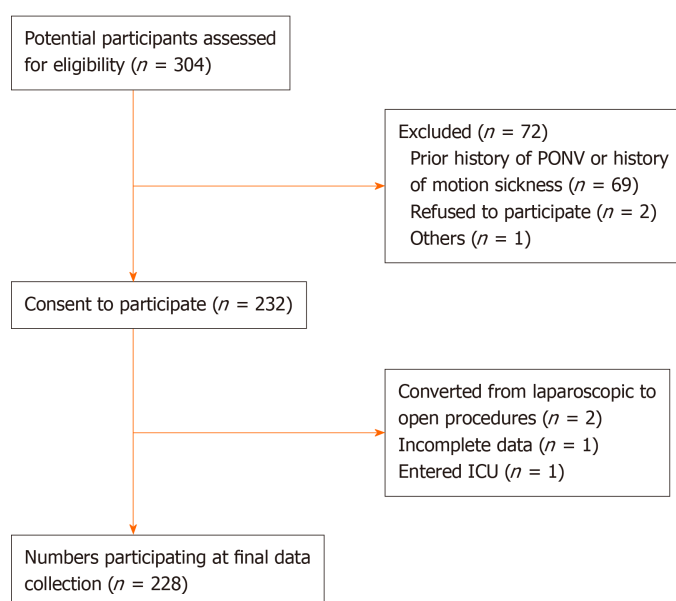 Potential participants assessed
for eligibility (n = 304)
Excluded (n = 72)
Prior history of PONV or history
of motion sickness (n = 69)
Refused to participate (n = 2)
Others (n = 1)
Consent to participate (n = 232)
Converted from laparoscopic to
open procedures (n = 2)
Incomplete data (n = 1)
Entered ICU (n = 1)
Numbers participating at final data
collection (n = 228)